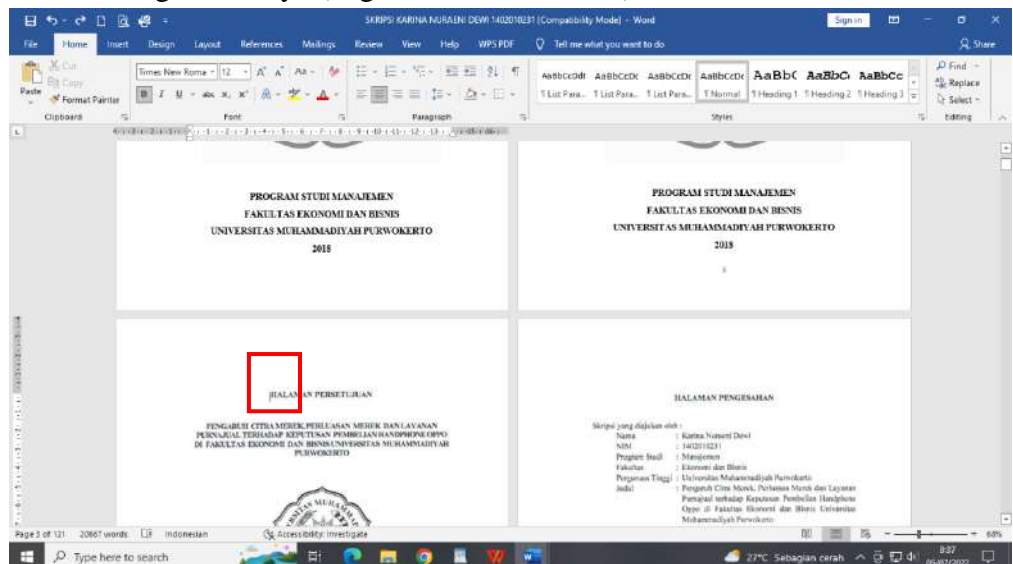 SKRIPSI KARINA NURAENI DEWI 1402010231 [Compatibility Mode] - Word
Sign in
File Home Insert Design Layout References Mailings Review View Help WPS PDF Tell me what you want to do Share
Cut
Copy
Format Painter
Paste
Clipboard
Times New Roma 12
Font
Paragraph
AaBbCcDdt AaBbCcDc AaBbCcDc AaBbCcDc AaBbC AaBbC AaBbCc
¶ List Para... ¶ List Para... ¶ List Para... ¶ Normal ¶ Heading 1 ¶ Heading 2 ¶ Heading 3
Styles
Find
Replace
Select
Editing
PROGRAM STUDI MANAJEMEN
FAKULTAS EKONOMI DAN BISNIS
UNIVERSITAS MUHAMMADIYAH PURWOKERTO
2018
PROGRAM STUDI MANAJEMEN
FAKULTAS EKONOMI DAN BISNIS
UNIVERSITAS MUHAMMADIYAH PURWOKERTO
2018
HALAMAN PERSETUJUAN
PENGARUH CITRA MEREK, PERLUASAN MEREK DAN LAYANAN
PURNAJUAL TERHADAP KEPUTUSAN PEMBELIAN HANDPHONE OPPO
DI FAKULTAS EKONOMI DAN BISNIS UNIVERSITAS MUHAMMADIYAH
PURWOKERTO
HALAMAN PENGESAHAN
Skripsi yang diajukan oleh :
Nama : Karina Nuraeni Dewi
NIM : 1402010231
Program Studi : Manajemen
Fakultas : Ekonomi dan Bisnis
Perguruan Tinggi : Universitas Muhammadiyah Purwokerto
Judul : Pengaruh Citra Merek, Perluasan Merek dan Layanan
Purnajual terhadap Keputusan Pembelian Handphone
Oppo di Fakultas Ekonomi dan Bisnis Universitas
Muhammadiyah Purwokerto
Page 3 of 121 20667 words Indonesian Accessibility: Investigate 68%
Type here to search
27°C Sebagian cerah
8:37
05/07/2022